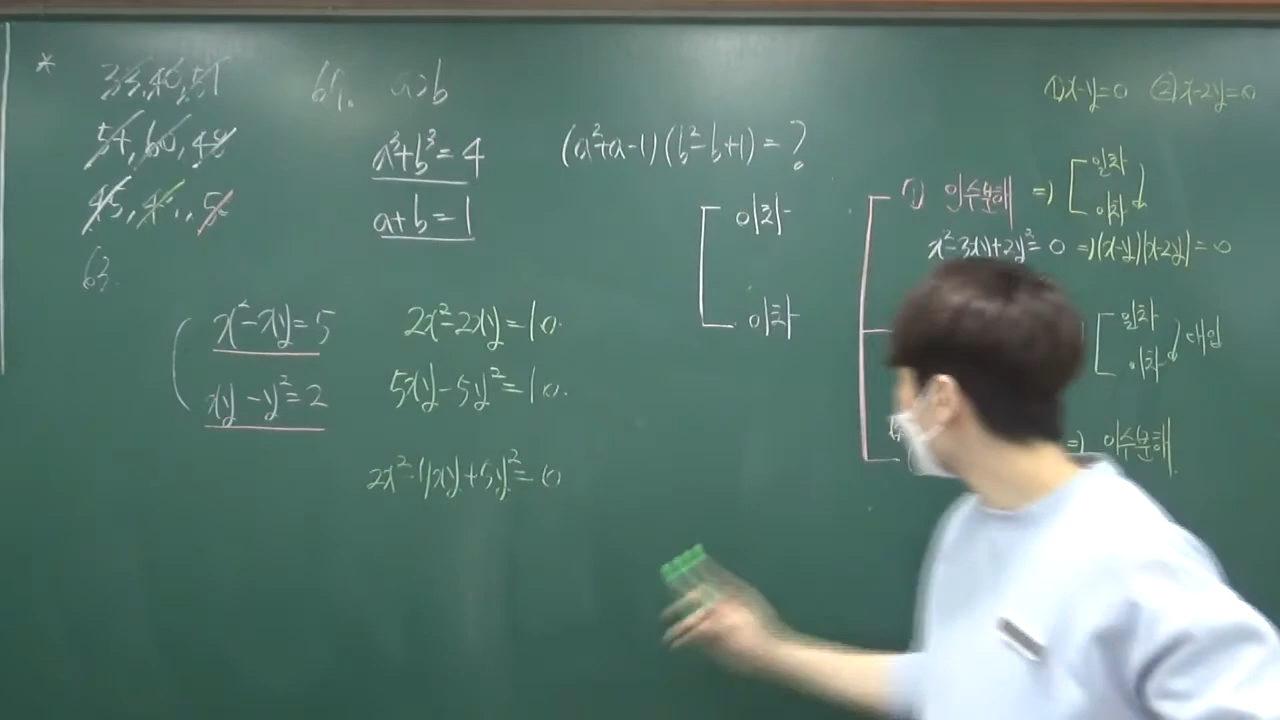 * 33, 40, 51
54, 60, 48
45,
63.
64. a>b
a³+b³=4
a+b=1
(a²+a-1)(b²-b+1)=?
이차
이차
x²-xy=5
xy-y²=2
2x²-2xy=10.
5xy-5y²=10.
2x²-7xy+5y²=0
①x-y=0 ②x-2y=0
① 인수분해 ⇒
일차
이차
x²-3xy+2y²=0 ⇒(x-y)(x-2y)=0
일차
이차
대입
⇒ 인수분해